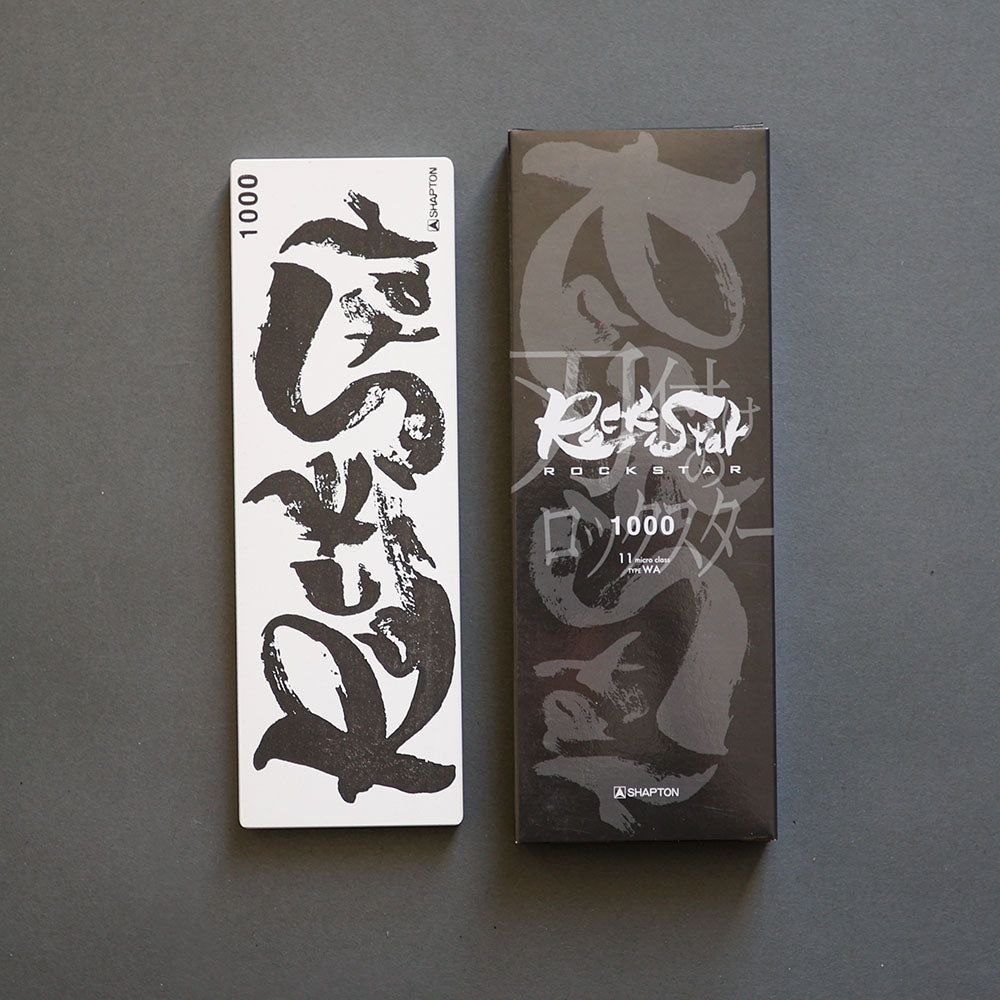 1000
SHAPTON
RockStar
刃付け
の
RockStar
ROCKSTAR
ロックスター
1000
11 micro class
TYPE WA
SHAPTON